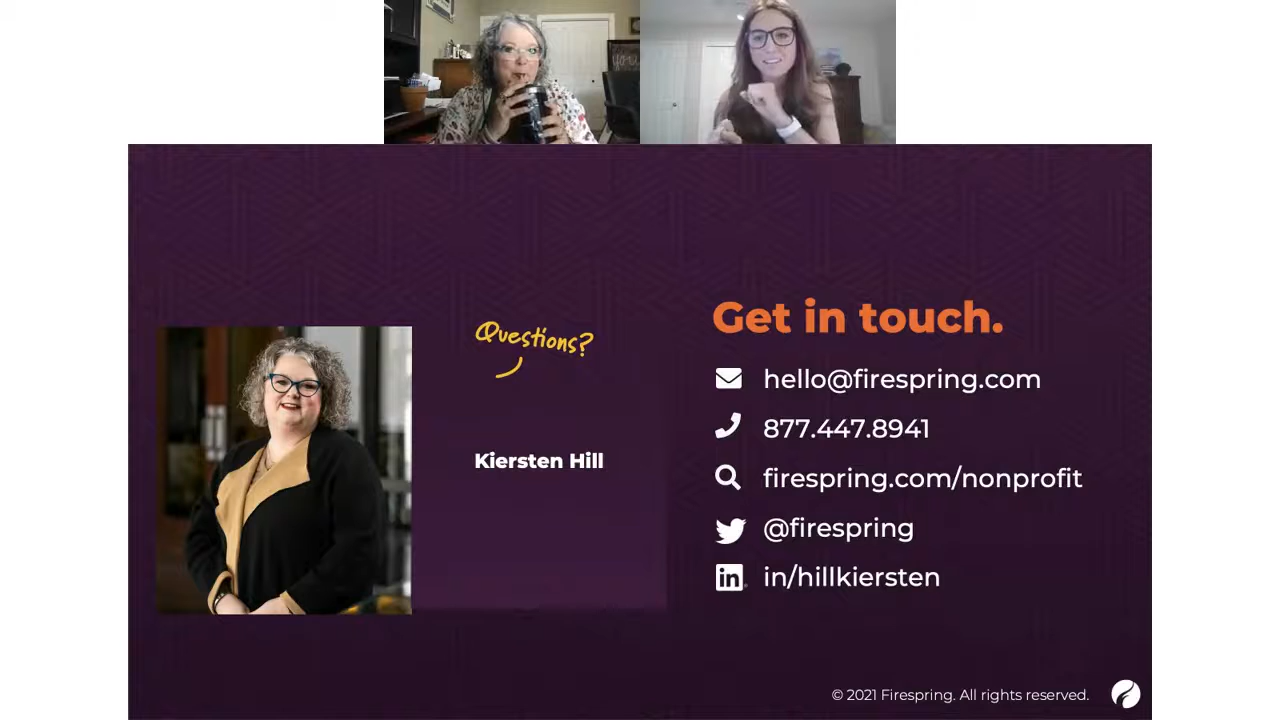 Questions?
Kiersten Hill
Get in touch.
hello@firespring.com
877.447.8941
firespring.com/nonprofit
@firespring
in/hillkiersten
© 2021 Firespring. All rights reserved.